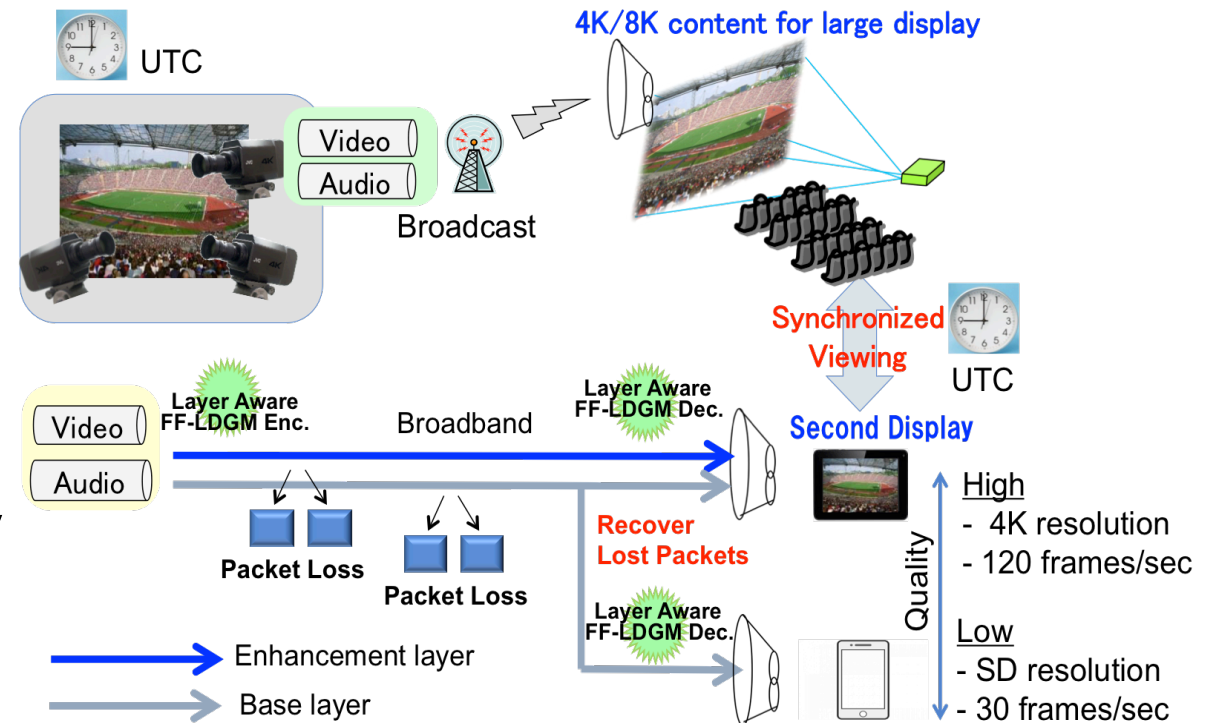 4K/8K content for large display
UTC
Video
Audio
Broadcast
Synchronized
Viewing
UTC
Layer Aware
FF-LDGM Enc.
Broadband
Layer Aware
FF-LDGM Dec.
Second Display
Video
Audio
Packet Loss
Packet Loss
Recover
Lost Packets
Layer Aware
FF-LDGM Dec.
Quality
High
- 4K resolution
- 120 frames/sec
Low
- SD resolution
- 30 frames/sec
Enhancement layer
Base layer